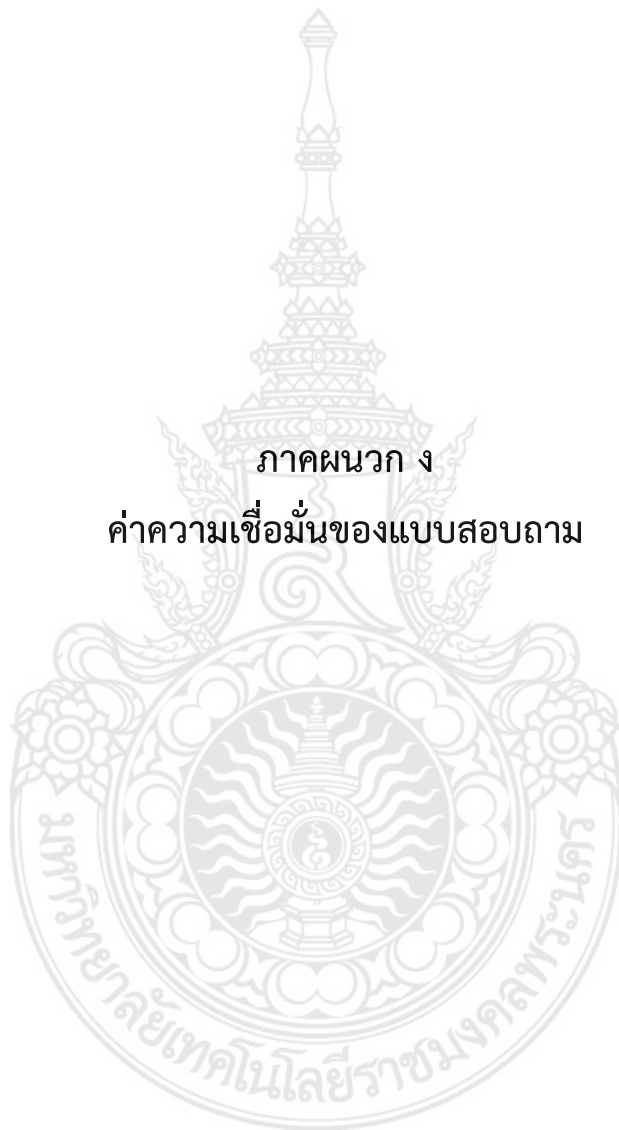 ภาคผนวก ง
ค่าความเชื่อมั่นของแบบสอบถาม
มหาวิทยาลัยเทคโนโลยีราชมงคลพระนคร